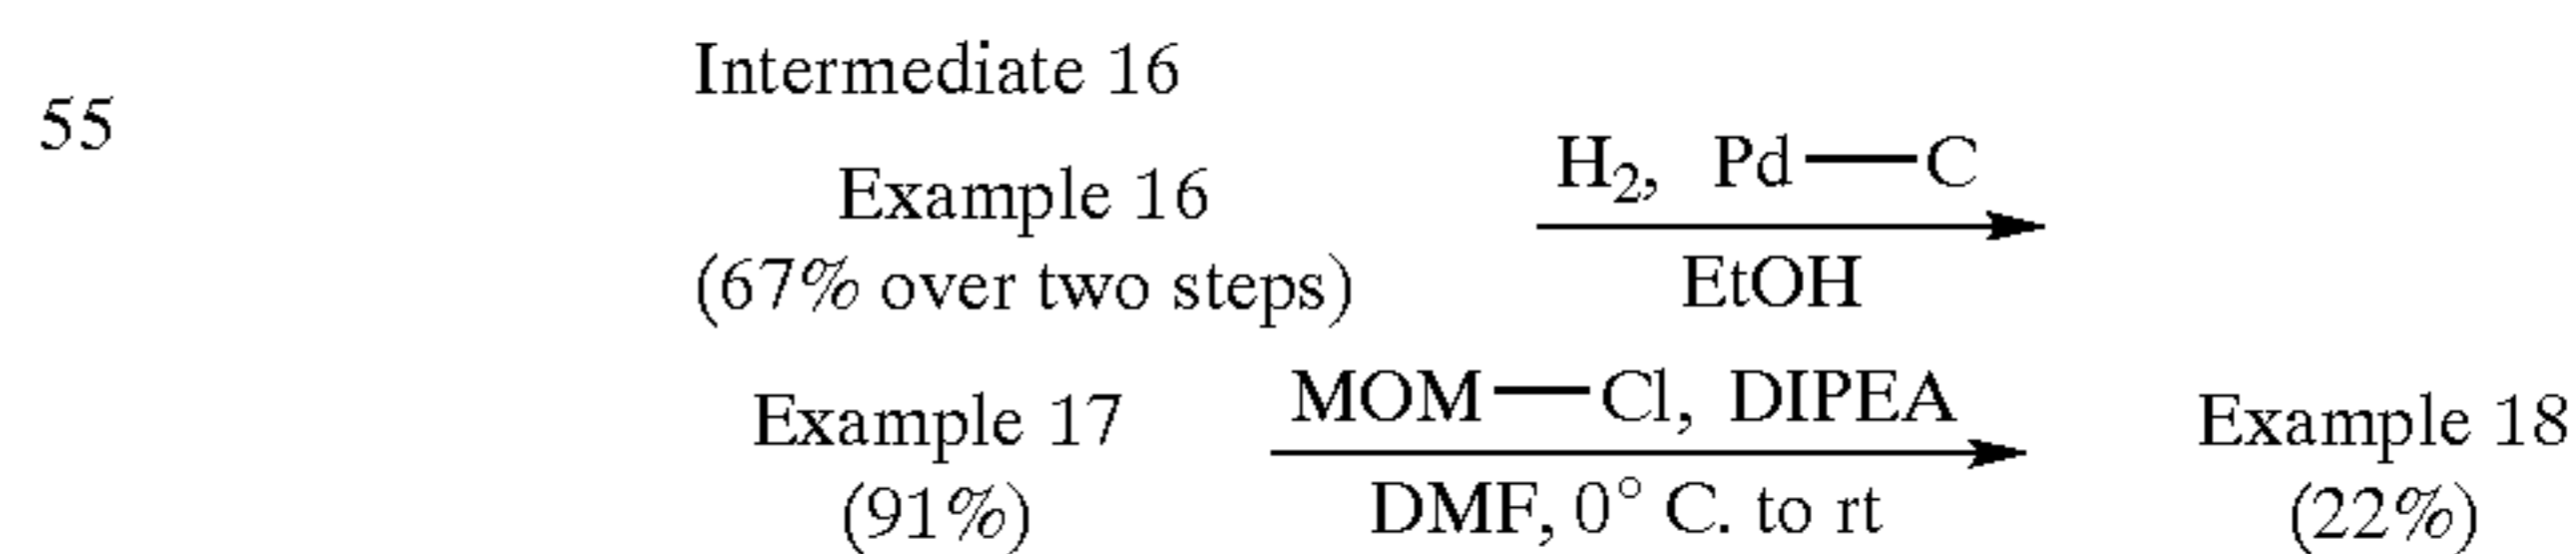 Intermediate 16
55
H2, Pd—C
Example 16
(67% over two steps)
EtOH
MOM—Cl, DIPEA
Example 17
Example 18
(91%)
DMF, 0° C. to rt
(22%)